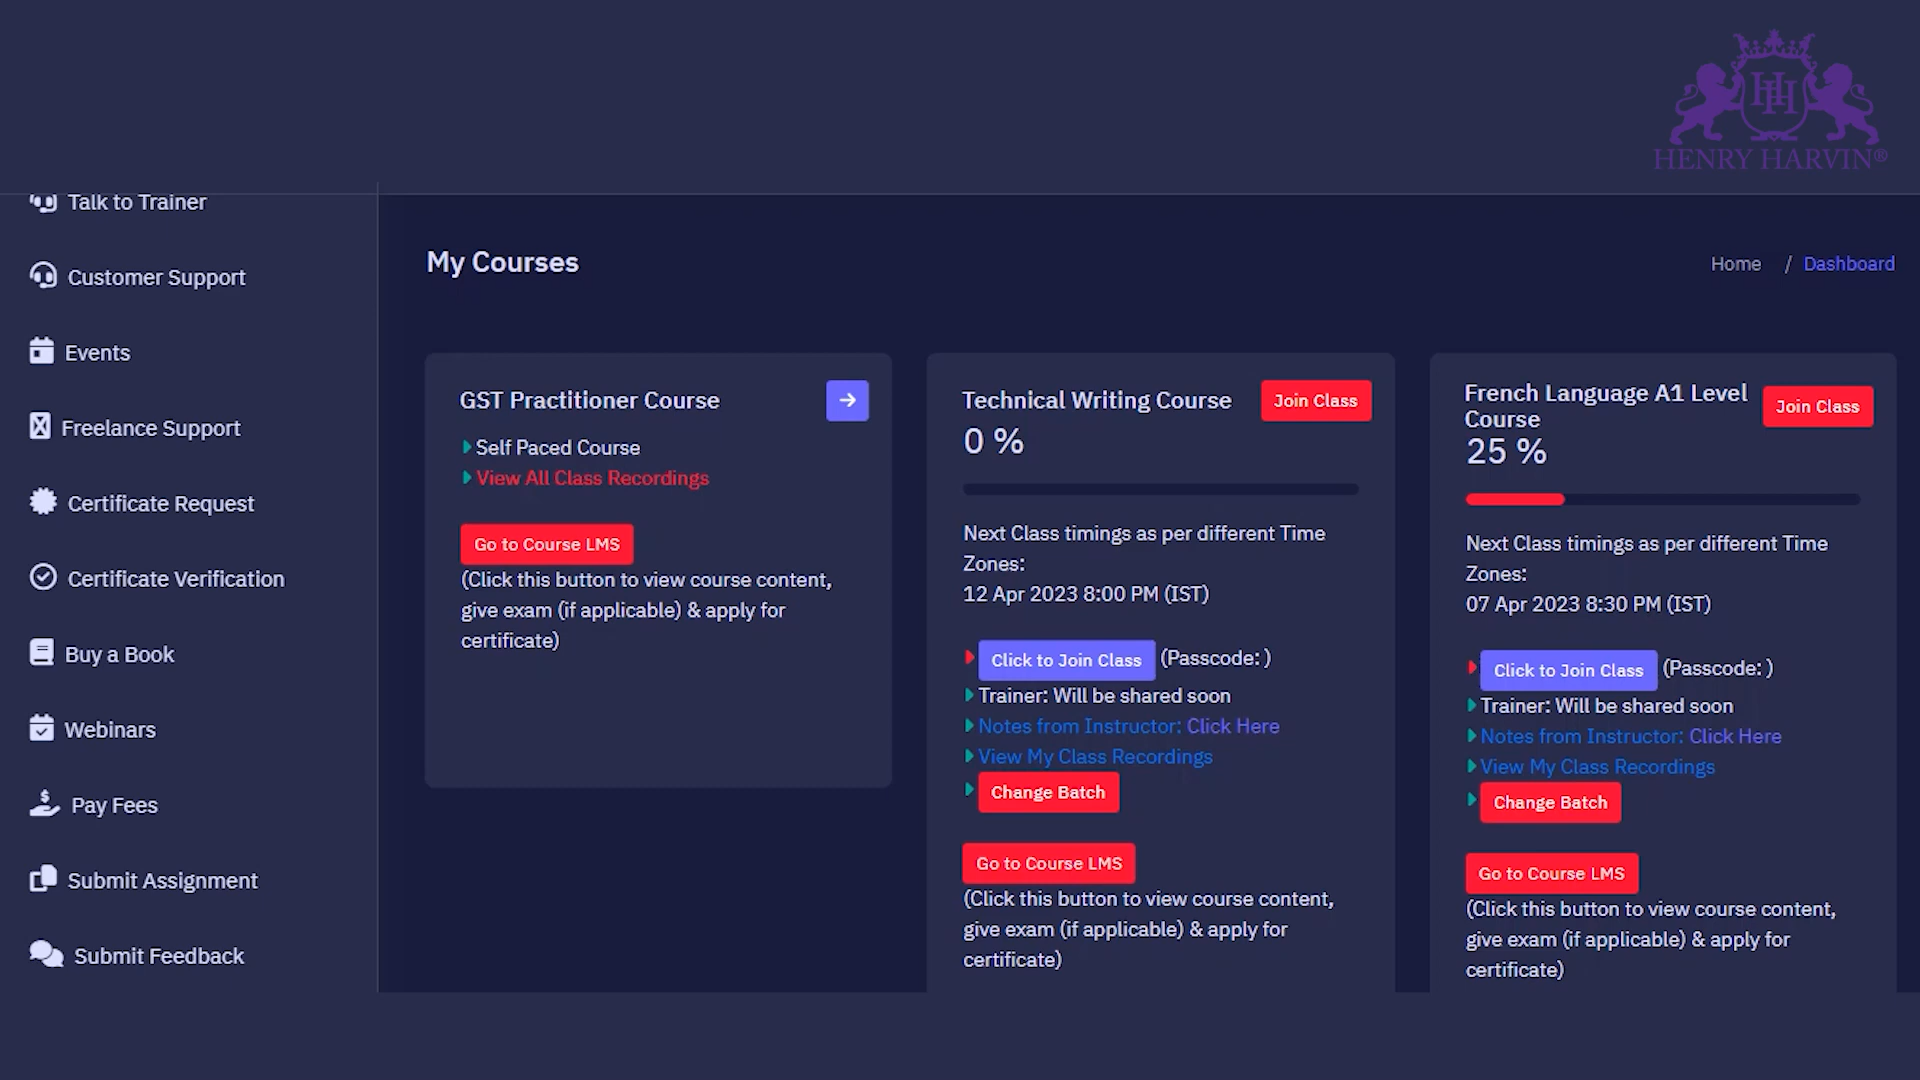 HENRY HARVIN®
Talk to Trainer
Customer Support
Events
Freelance Support
Certificate Request
Certificate Verification
Buy a Book
Webinars
Pay Fees
Submit Assignment
Submit Feedback
My Courses
Home / Dashboard
GST Practitioner Course
Self Paced Course
View All Class Recordings
Go to Course LMS
(Click this button to view course content,
give exam (if applicable) & apply for
certificate)
Technical Writing Course
Join Class
0 %
Next Class timings as per different Time
Zones:
12 Apr 2023 8:00 PM (IST)
Click to Join Class (Passcode: )
Trainer: Will be shared soon
Notes from Instructor: Click Here
View My Class Recordings
Change Batch
Go to Course LMS
(Click this button to view course content,
give exam (if applicable) & apply for
certificate)
French Language A1 Level
Course
Join Class
25 %
Next Class timings as per different Time
Zones:
07 Apr 2023 8:30 PM (IST)
Click to Join Class (Passcode: )
Trainer: Will be shared soon
Notes from Instructor: Click Here
View My Class Recordings
Change Batch
Go to Course LMS
(Click this button to view course content,
give exam (if applicable) & apply for
certificate)